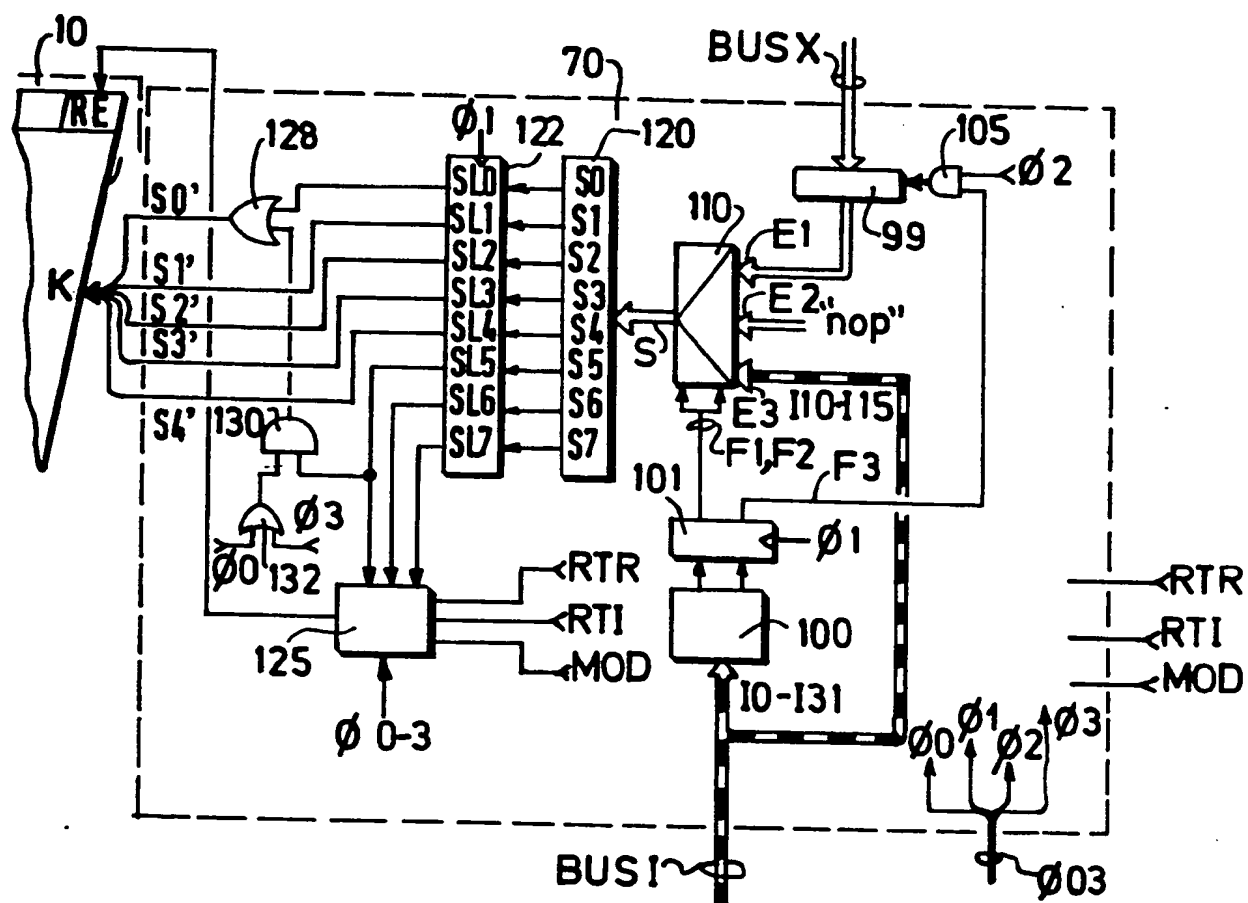 10
BUSX
70
RE
Ø1
122
120
105
128
Ø2
S0'
SL0
S0
110
99
SL1
S1
E1
S1'
SL2
S2
E2
K
S2'
SL3
S3
"nop"
S3'
SL4
S4
S
SL5
S5
E3
I10-I15
S4'
130
SL6
S6
F1,F2
SL7
S7
F3
101
Ø3
Ø1
Ø0
132
RTR
RTR
125
RTI
100
RTI
MOD
MOD
I0-I31
Ø 0-3
Ø0
Ø1
Ø2
Ø3
BUS I
Ø03